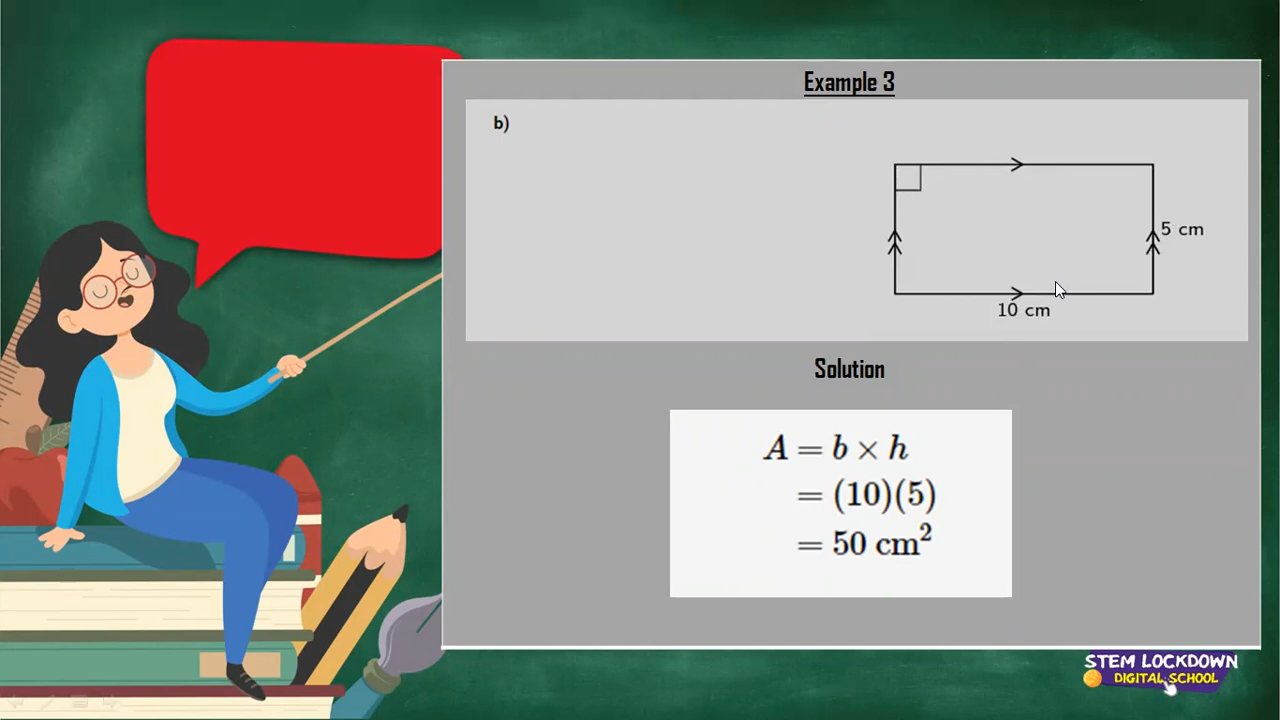 Example 3
b)
5 cm
10 cm
Solution
A = b × h
= (10)(5)
= 50 cm²
STEM LOCKDOWN
DIGITAL SCHOOL